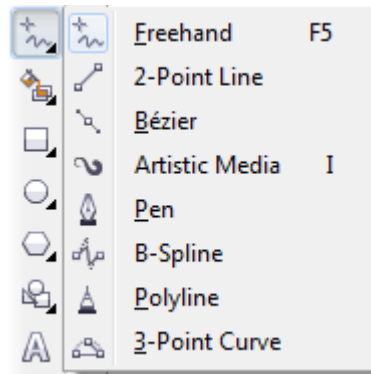 Freehand F5
2-Point Line
Bézier
Artistic Media I
Pen
B-Spline
Polyline
3-Point Curve